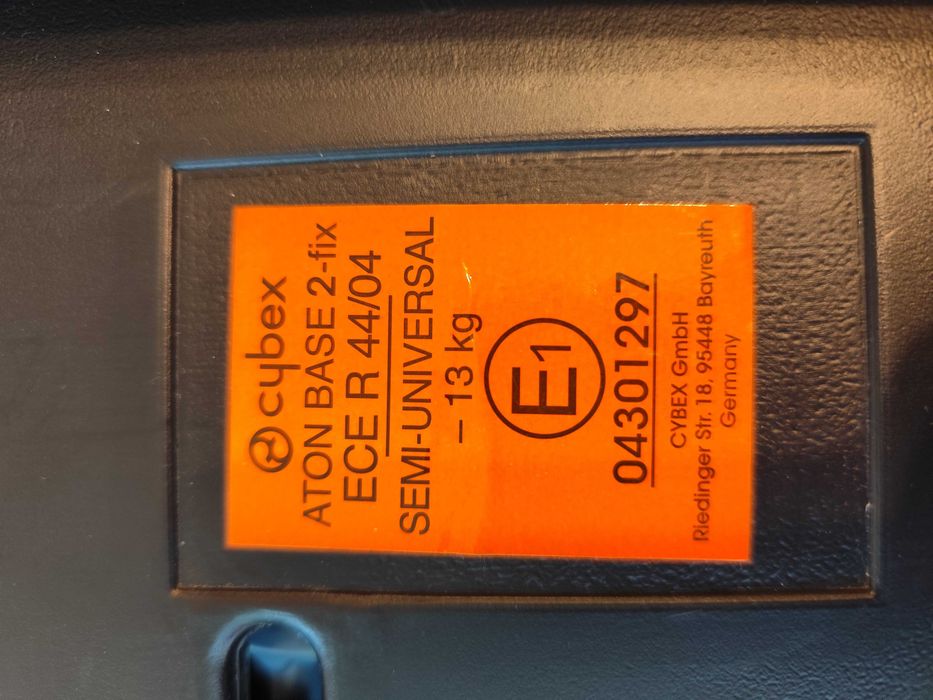 cybex
ATON BASE 2-fix
ECE R 44/04
SEMI-UNIVERSAL
– 13 kg
E1
04301297
CYBEX GmbH
Riedinger Str. 18, 95448 Bayreuth
Germany